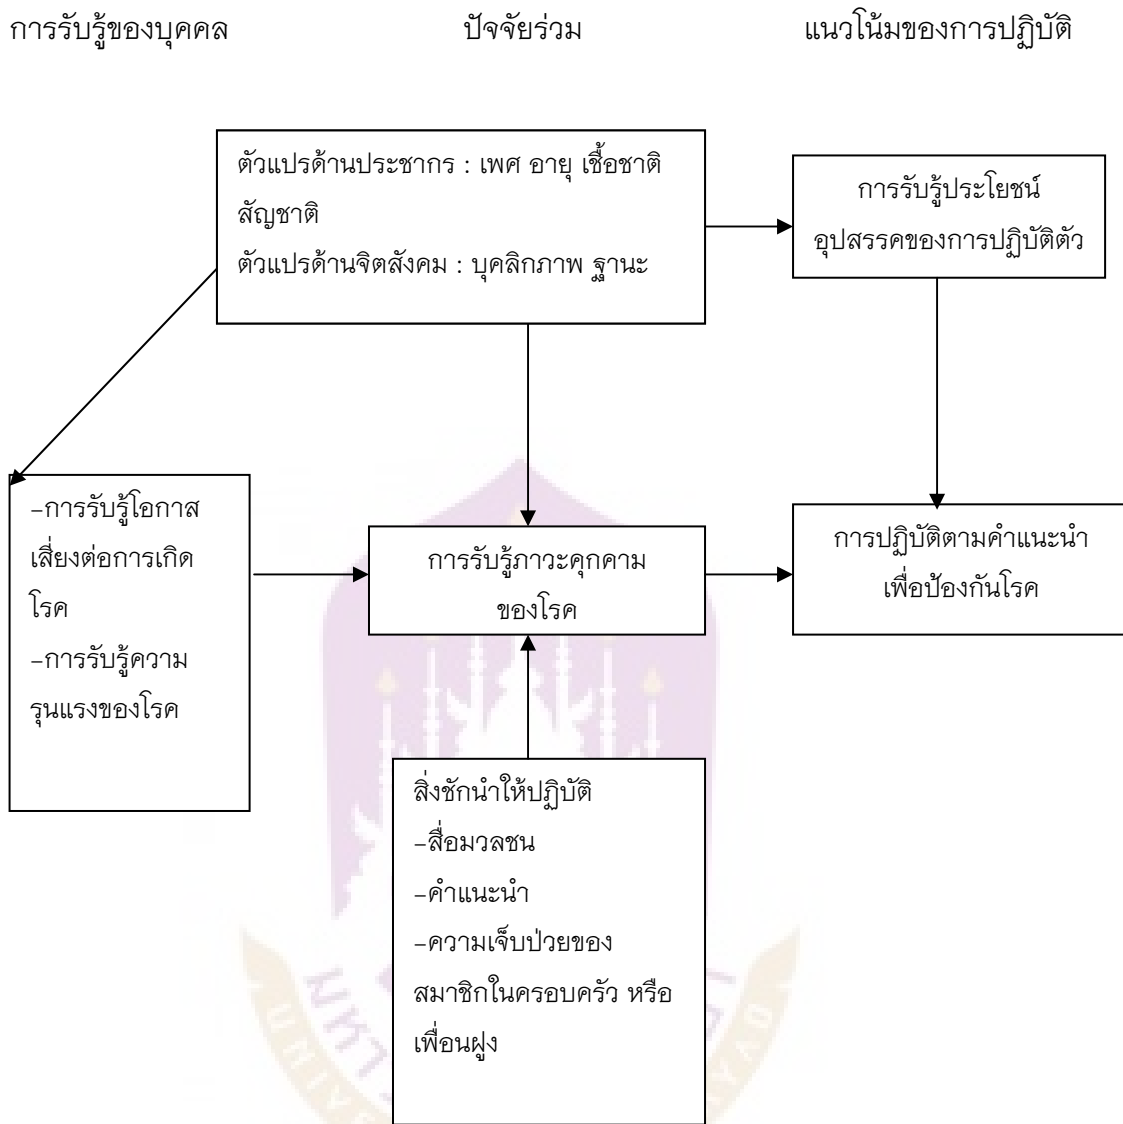 การรับรู้ของบุคคล
ปัจจัยร่วม
แนวโน้มของการปฏิบัติ
ตัวแปรด้านประชากร : เพศ อายุ เชื้อชาติ
สัญชาติ
ตัวแปรด้านจิตสังคม : บุคลิกภาพ ฐานะ
การรับรู้ประโยชน์
อุปสรรคของการปฏิบัติตัว
-การรับรู้โอกาส
เสี่ยงต่อการเกิด
โรค
-การรับรู้ความ
รุนแรงของโรค
การรับรู้ภาวะคุกคาม
ของโรค
การปฏิบัติตามคำแนะนำ
เพื่อป้องกันโรค
สิ่งชักนำให้ปฏิบัติ
-สื่อมวลชน
-คำแนะนำ
-ความเจ็บป่วยของ
สมาชิกในครอบครัว หรือ
เพื่อนฝูง